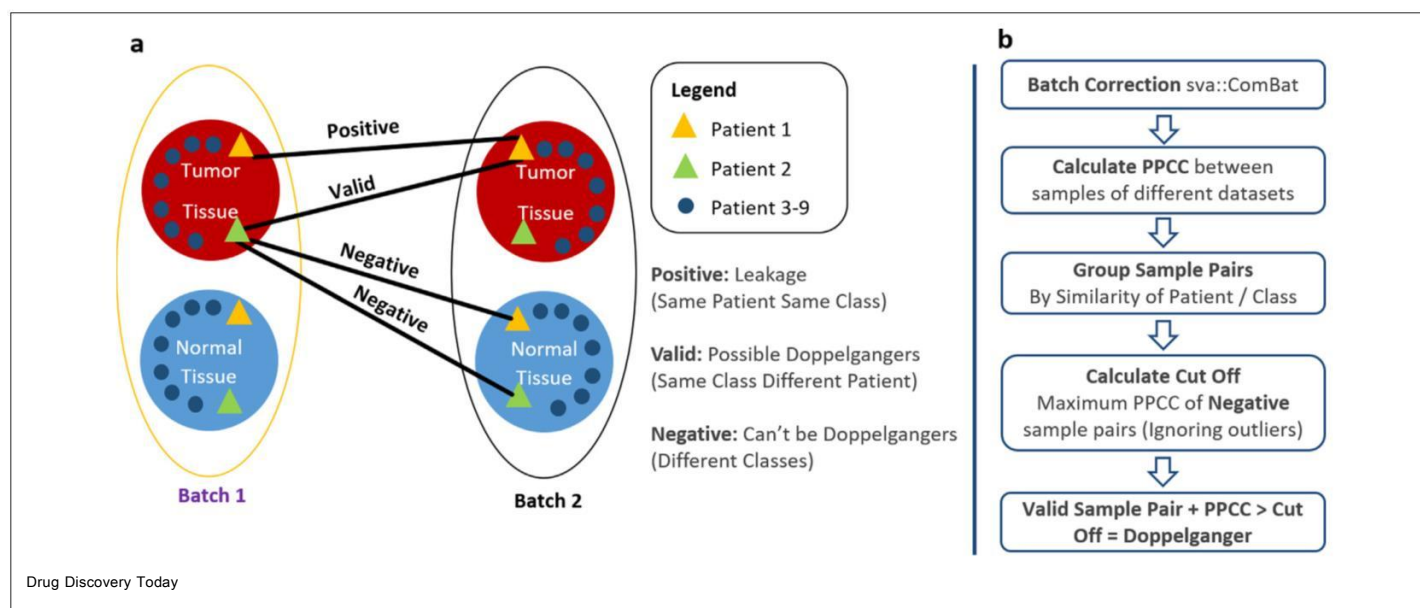 a
Positive
Valid
Negative
Negative
Tumor
Tissue
Normal
Tissue
Batch 1
Tumor
Tissue
Normal
Tissue
Batch 2
Legend
Patient 1
Patient 2
Patient 3-9
Positive: Leakage
(Same Patient Same Class)
Valid: Possible Doppelgangers
(Same Class Different Patient)
Negative: Can't be Doppelgangers
(Different Classes)
b
Batch Correction sva::ComBat
Calculate PPCC between
samples of different datasets
Group Sample Pairs
By Similarity of Patient / Class
Calculate Cut Off
Maximum PPCC of Negative
sample pairs (Ignoring outliers)
Valid Sample Pair + PPCC > Cut
Off = Doppelganger
Drug Discovery Today